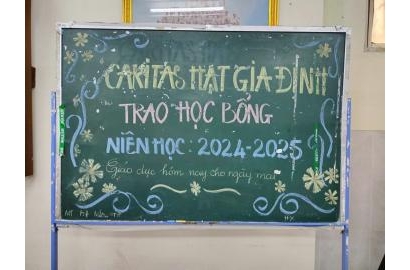 CARITAS HẠT GIA ĐỊNH
TRAO HỌC BỔNG
NIÊN HỌC: 2024-2025
Giáo dục hôm nay cho ngày mai